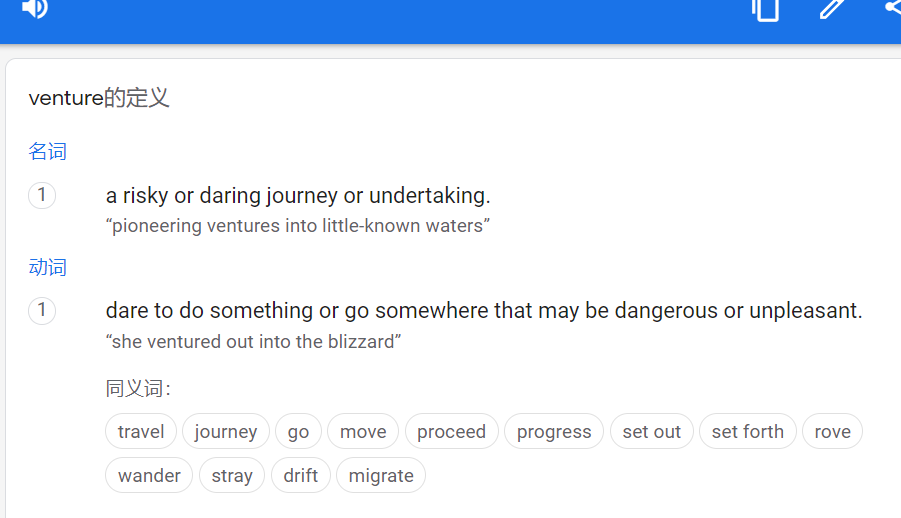 venture的定义
名词
1 a risky or daring journey or undertaking.
“pioneering ventures into little-known waters”
动词
1 dare to do something or go somewhere that may be dangerous or unpleasant.
“she ventured out into the blizzard”
同义词：
travel journey go move proceed progress set out set forth rove
wander stray drift migrate